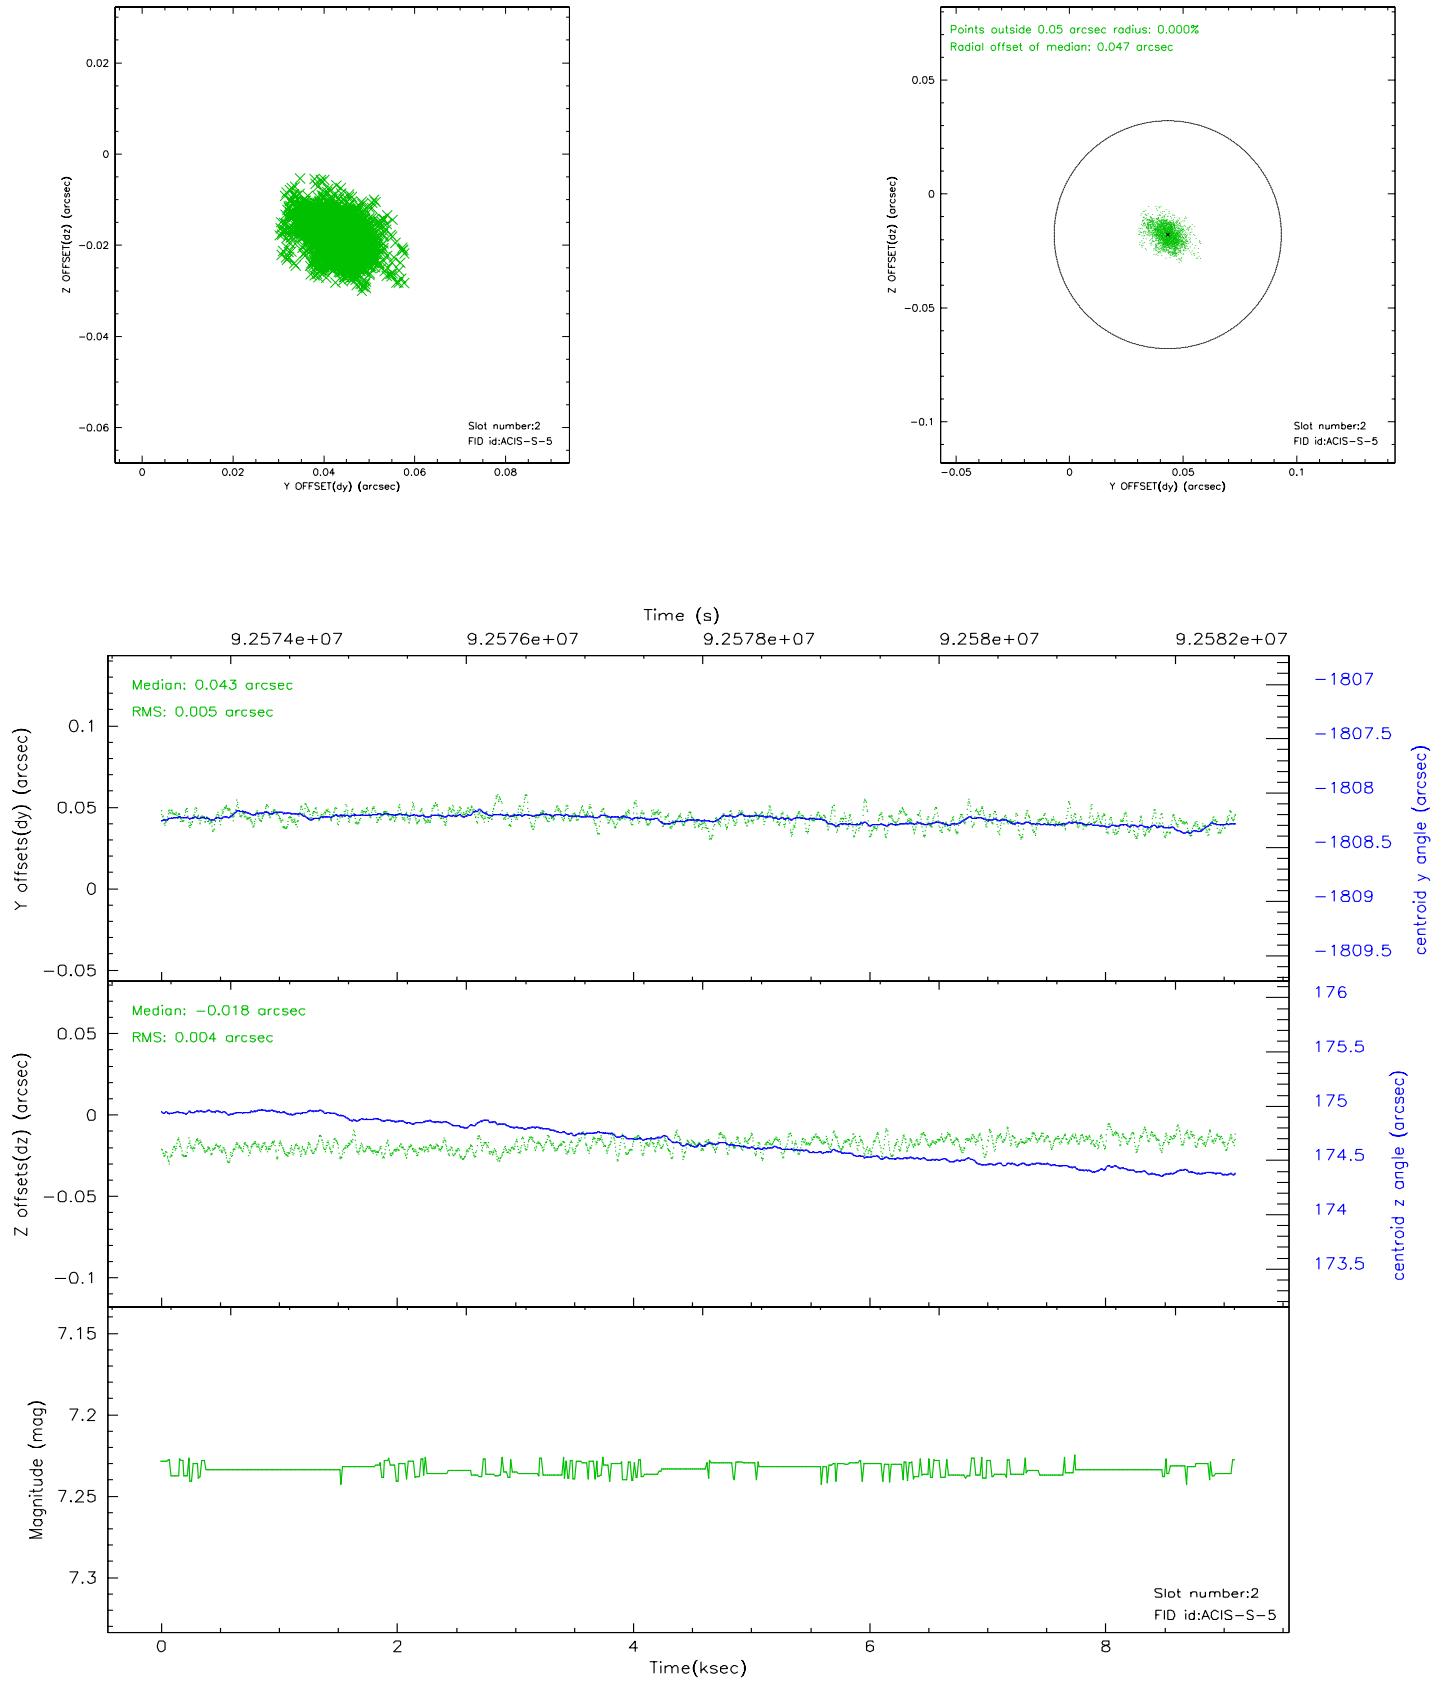 0.02
0
-0.02
-0.04
-0.06
Z OFFSET(dz) (arcsec)
Slot number:2
FID id:ACIS-S-5
0 0.02 0.04 0.06 0.08
Y OFFSET(dy) (arcsec)
Points outside 0.05 arcsec radius: 0.000%
Radial offset of median: 0.047 arcsec
0.05
0
-0.05
-0.1
Z OFFSET(dz) (arcsec)
Slot number:2
FID id:ACIS-S-5
-0.05 0 0.05 0.1
Y OFFSET(dy) (arcsec)
Time (s)
9.2574e+07 9.2576e+07 9.2578e+07 9.258e+07 9.2582e+07
Median: 0.043 arcsec
RMS: 0.005 arcsec
0.1
0.05
0
-0.05
Y offsets(dy) (arcsec)
-1807
-1807.5
-1808
-1808.5
-1809
-1809.5
centroid y angle (arcsec)
Median: -0.018 arcsec
RMS: 0.004 arcsec
0.05
0
-0.05
-0.1
Z offsets(dz) (arcsec)
176
175.5
175
174.5
174
173.5
centroid z angle (arcsec)
7.15
7.2
7.25
7.3
Magnitude (mag)
Slot number:2
FID id:ACIS-S-5
0 2 4 6 8
Time(ksec)